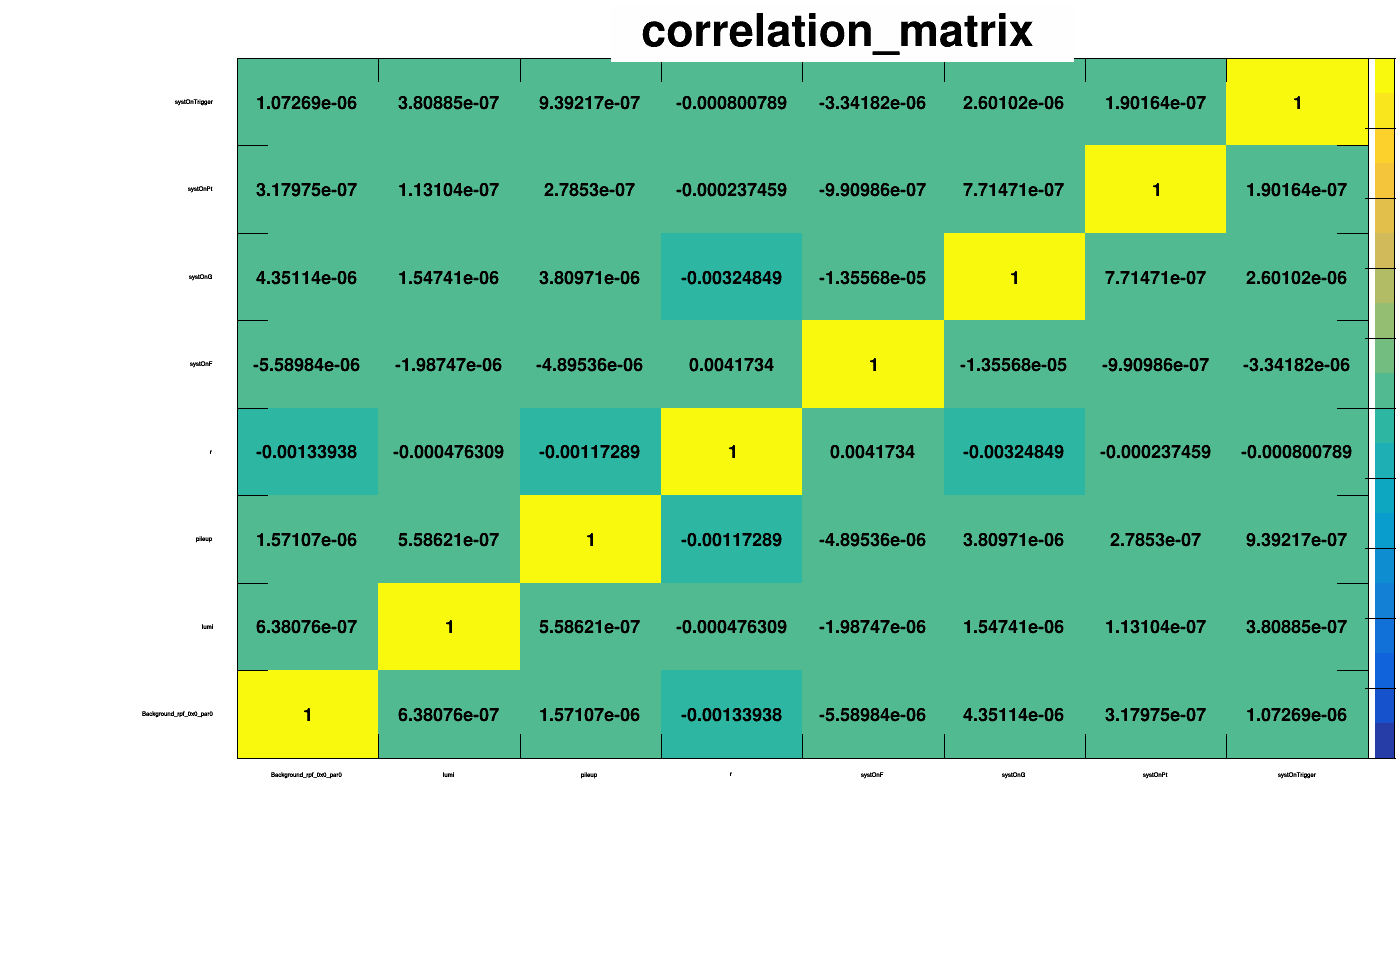 correlation_matrix
systOnTrigger 1.07269e-06 3.80885e-07 9.39217e-07 -0.000800789 -3.34182e-06 2.60102e-06 1.90164e-07 1
systOnPt 3.17975e-07 1.13104e-07 2.7853e-07 -0.000237459 -9.90986e-07 7.71471e-07 1 1.90164e-07
systOnG 4.35114e-06 1.54741e-06 3.80971e-06 -0.00324849 -1.35568e-05 1 7.71471e-07 2.60102e-06
systOnF -5.58984e-06 -1.98747e-06 -4.89536e-06 0.0041734 1 -1.35568e-05 -9.90986e-07 -3.34182e-06
r -0.00133938 -0.000476309 -0.00117289 1 0.0041734 -0.00324849 -0.000237459 -0.000800789
pileup 1.57107e-06 5.58621e-07 1 -0.00117289 -4.89536e-06 3.80971e-06 2.7853e-07 9.39217e-07
lumi 6.38076e-07 1 5.58621e-07 -0.000476309 -1.98747e-06 1.54741e-06 1.13104e-07 3.80885e-07
Background_rpf_0x0_par0 1 6.38076e-07 1.57107e-06 -0.00133938 -5.58984e-06 4.35114e-06 3.17975e-07 1.07269e-06
Background_rpf_0x0_par0 lumi pileup r systOnF systOnG systOnPt systOnTrigger